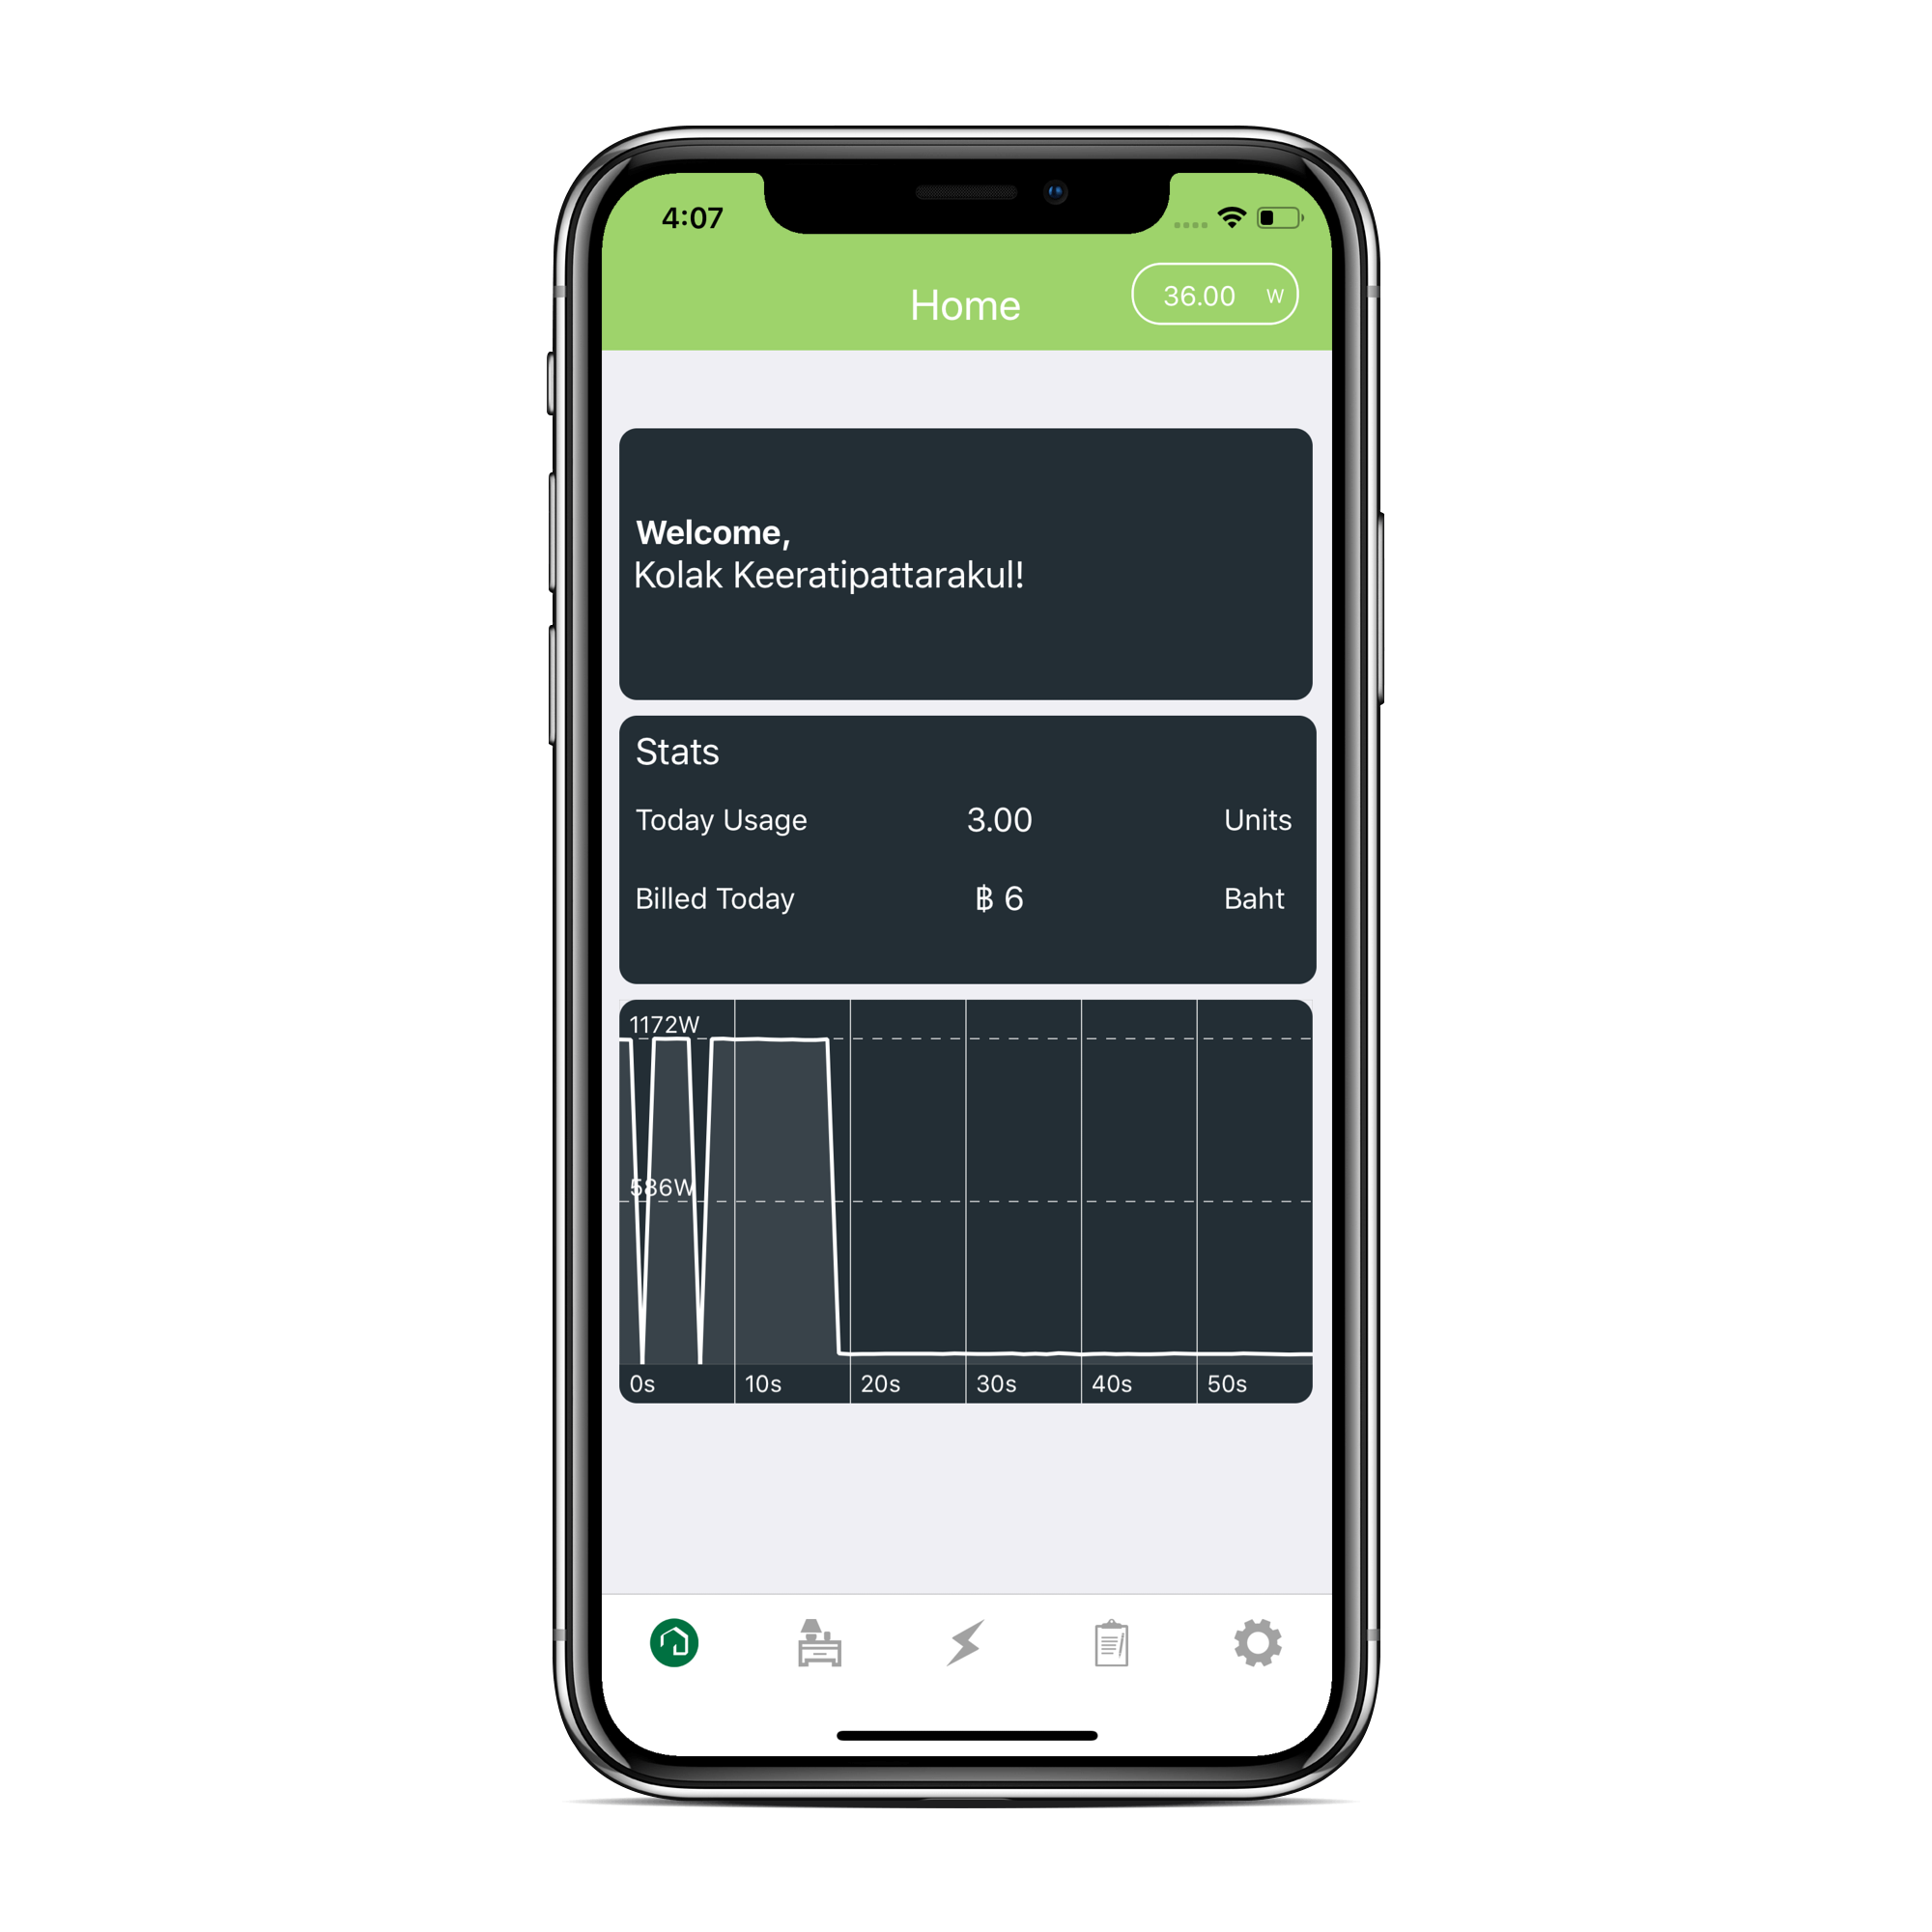 4:07
Home
36.00 W
Welcome,
Kolak Keeratipattarakul!
Stats
Today Usage 3.00 Units
Billed Today ฿ 6 Baht
1172W
586W
0s 10s 20s 30s 40s 50s